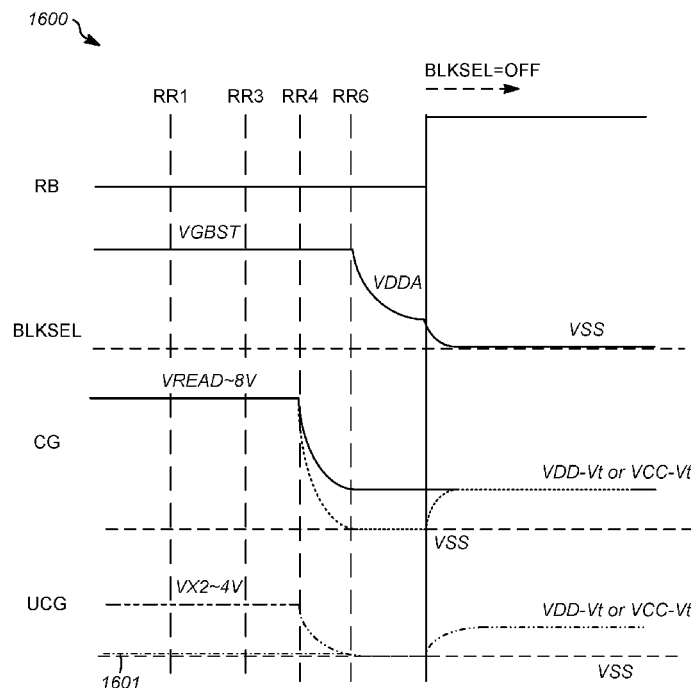 1600
BLKSEL=OFF
RR1 RR3 RR4 RR6
RB
VGBST
VDDA
BLKSEL
VSS
VREAD~8V
CG
VDD-Vt or VCC-Vt
VSS
VX2~4V
UCG
VDD-Vt or VCC-Vt
VSS
1601